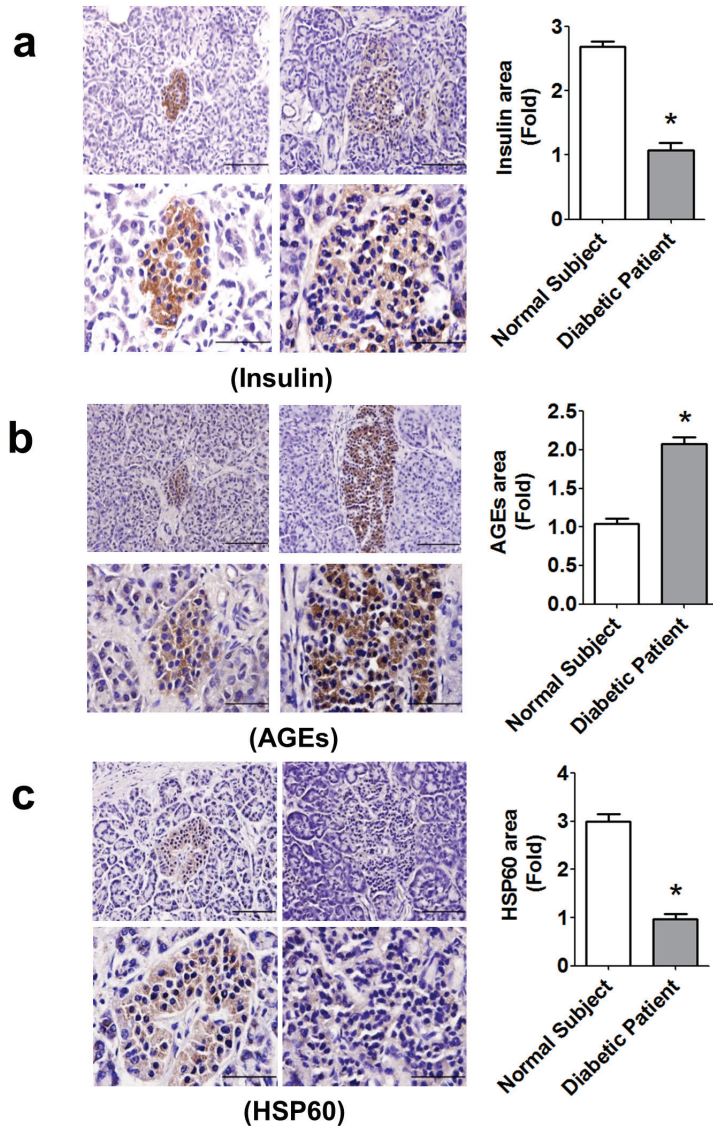 a
Insulin area
(Fold)
3
2
1
0
*
Normal Subject
Diabetic Patient
(Insulin)
b
AGEs area
(Fold)
2.5
2.0
1.5
1.0
0.5
0.0
*
Normal Subject
Diabetic Patient
(AGEs)
c
HSP60 area
(Fold)
4
3
2
1
0
*
Normal Subject
Diabetic Patient
(HSP60)